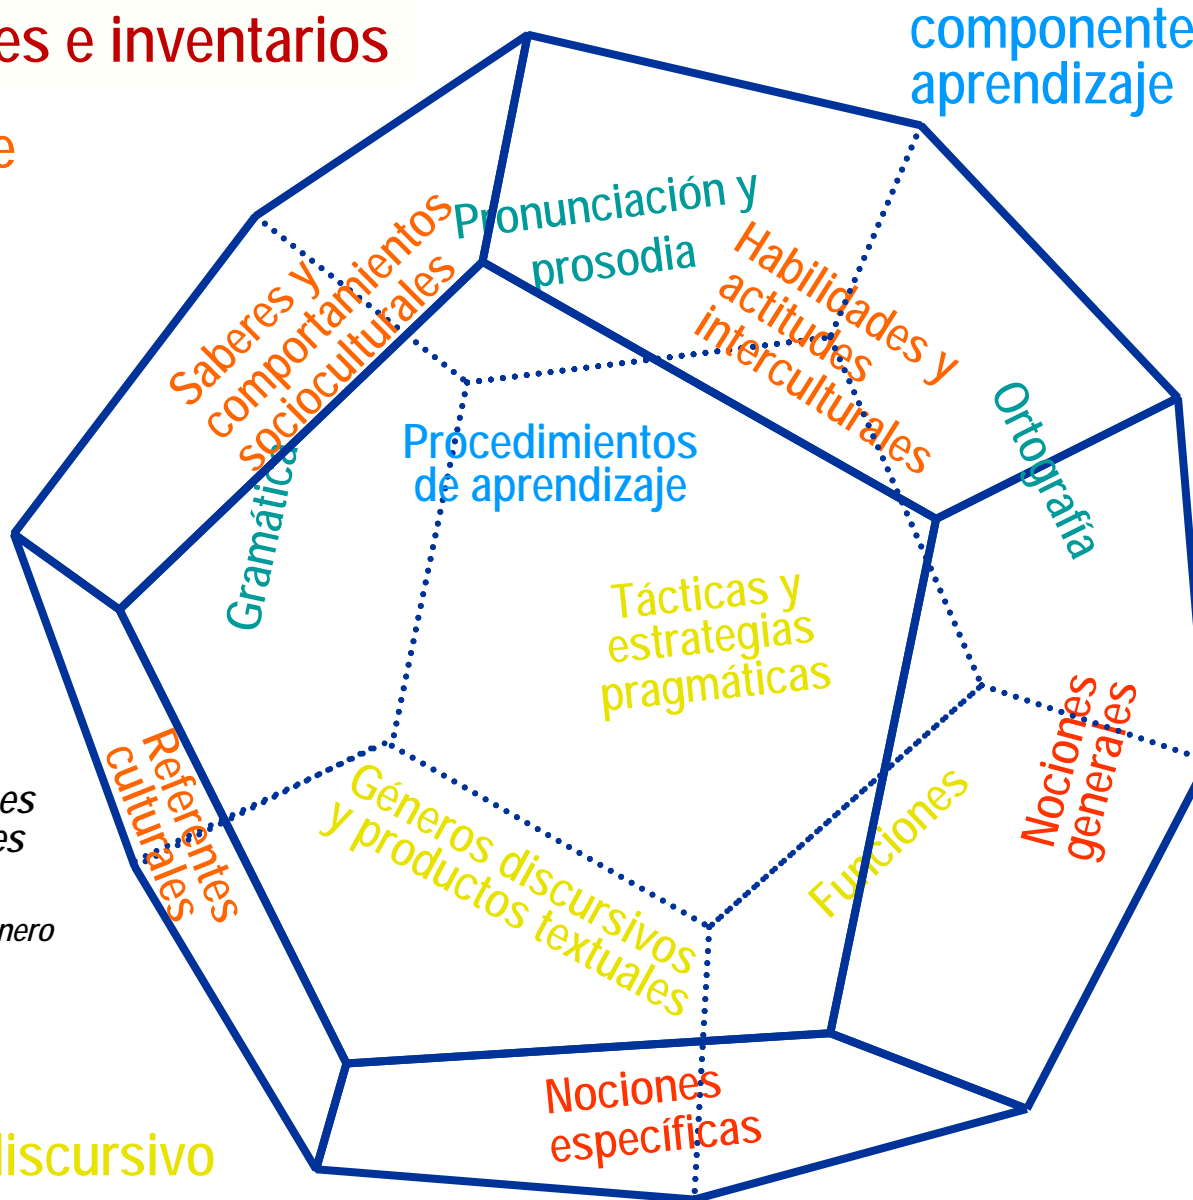 es e inventarios
componente
aprendizaje
e
Pronunciación y
prosodia
Saberes y
comportamientos
socioculturales
Habilidades y
actitudes
interculturales
Ortografía
Gramática
Procedimientos
de aprendizaje
Tácticas y
estrategias
pragmáticas
Nociones
generales
Referentes
culturales
es
es
Géneros discursivos
y productos textuales
Funciones
nero
Nociones
específicas
discursivo